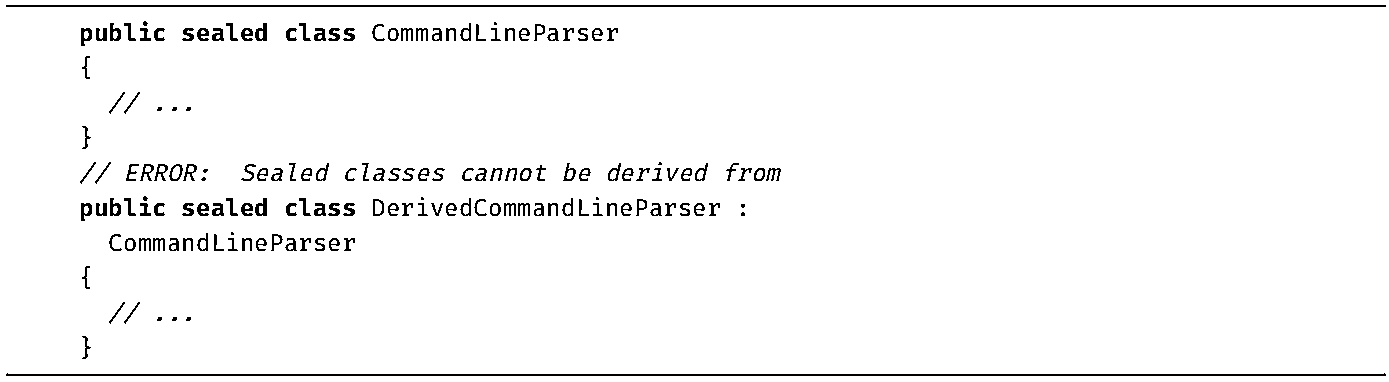 public sealed class CommandLineParser
{
  // ...
}
// ERROR:  Sealed classes cannot be derived from
public sealed class DerivedCommandLineParser :
  CommandLineParser
{
  // ...
}